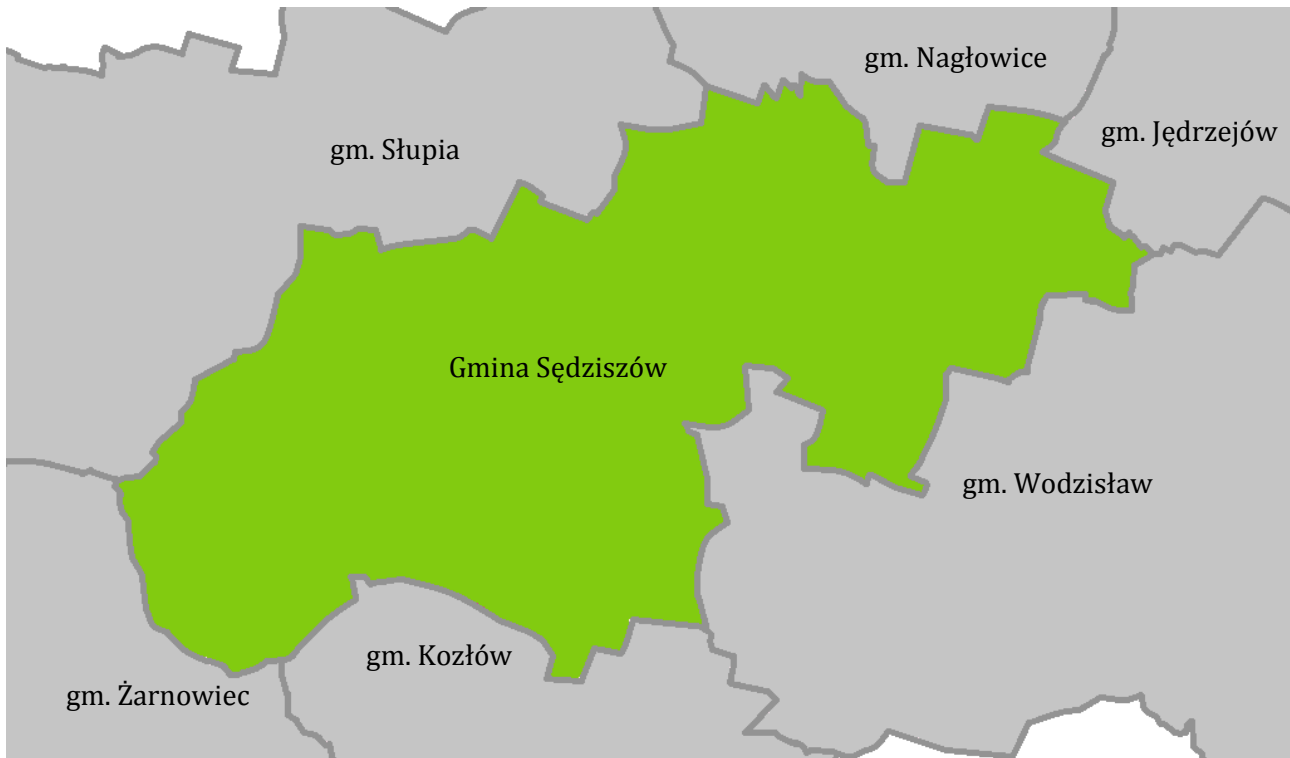 gm. Nagłowice
gm. Jędrzejów
gm. Słupia
Gmina Sędziszów
gm. Wodzisław
gm. Kozłów
gm. Żarnowiec